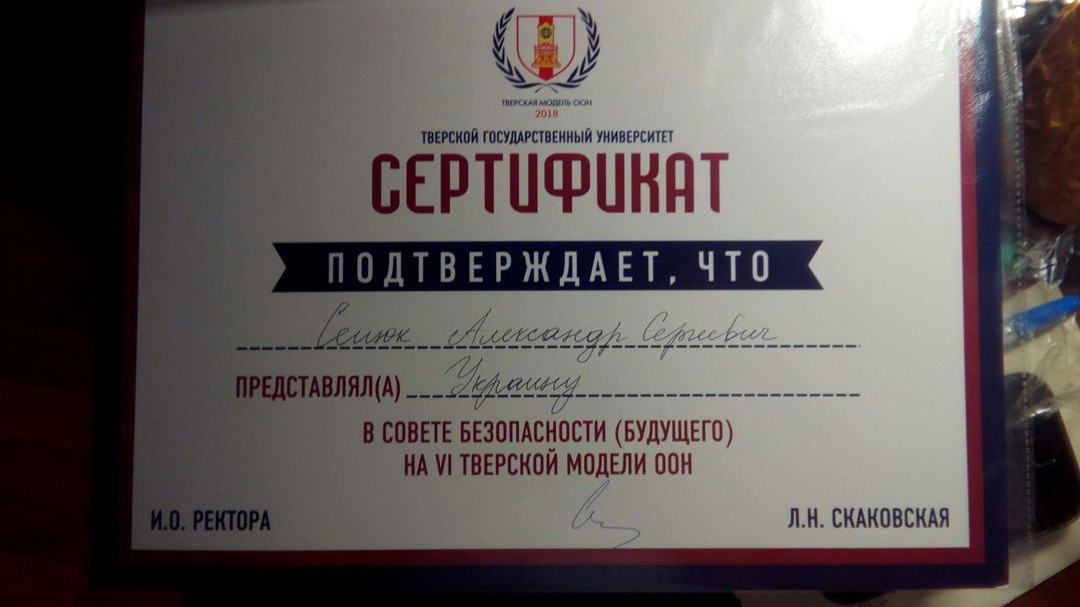 ТВЕРСКАЯ МОДЕЛЬ ООН
2018
ТВЕРСКОЙ ГОСУДАРСТВЕННЫЙ УНИВЕРСИТЕТ
СЕРТИФИКАТ
ПОДТВЕРЖДАЕТ, ЧТО
Александр Сергеевич
ПРЕДСТАВЛЯЛ(А) Украину
В СОВЕТЕ БЕЗОПАСНОСТИ (БУДУЩЕГО)
НА VI ТВЕРСКОЙ МОДЕЛИ ООН
И.О. РЕКТОРА Л.Н. СКАКОВСКАЯ